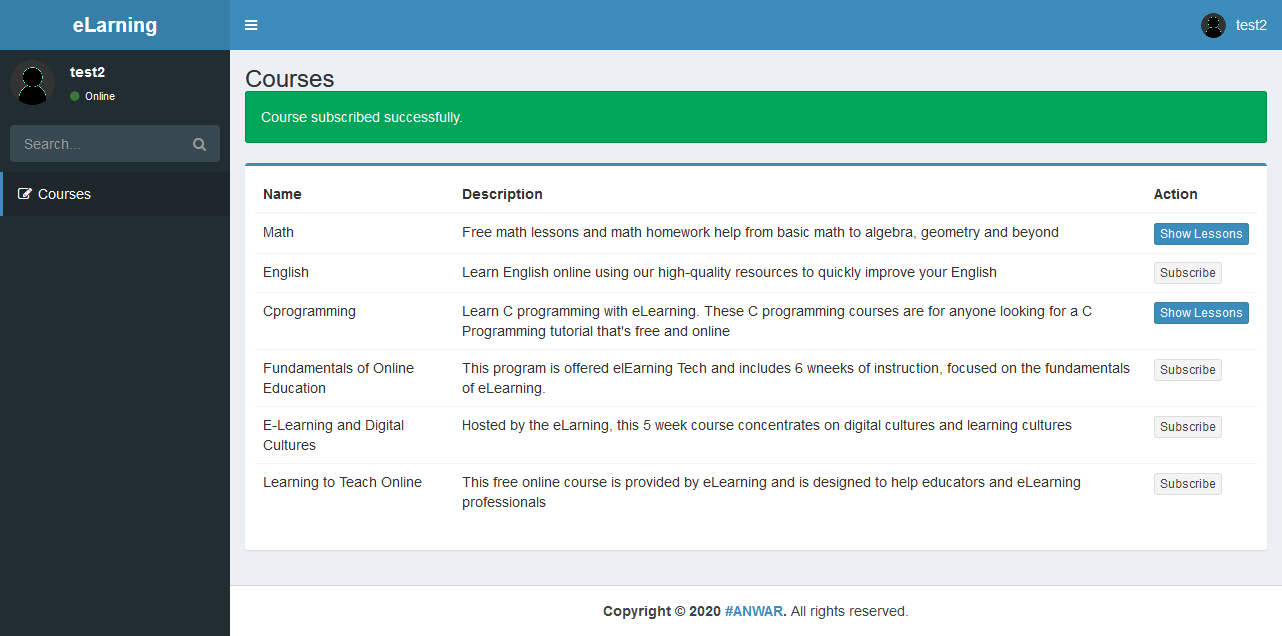 eLarning
test2
test2
Online
Search...
Courses
Courses
Course subscribed successfully.
Name Description Action
Math Free math lessons and math homework help from basic math to algebra, geometry and beyond Show Lessons
English Learn English online using our high-quality resources to quickly improve your English Subscribe
Cprogramming Learn C programming with eLearning. These C programming courses are for anyone looking for a C Show Lessons
Programming tutorial that's free and online
Fundamentals of Online This program is offered elEarning Tech and includes 6 wneeks of instruction, focused on the fundamentals Subscribe
Education of eLearning.
E-Learning and Digital Hosted by the eLarning, this 5 week course concentrates on digital cultures and learning cultures Subscribe
Cultures
Learning to Teach Online This free online course is provided by eLearning and is designed to help educators and eLearning Subscribe
professionals
Copyright © 2020 #ANWAR. All rights reserved.